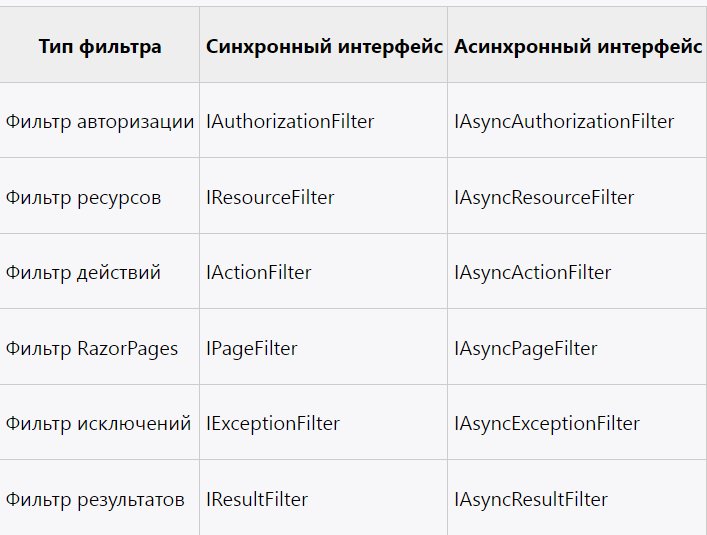 Тип фильтра Синхронный интерфейс Асинхронный интерфейс
Фильтр авторизации IAuthorizationFilter IAsyncAuthorizationFilter
Фильтр ресурсов IResourceFilter IAsyncResourceFilter
Фильтр действий IActionFilter IAsyncActionFilter
Фильтр RazorPages IPageFilter IAsyncPageFilter
Фильтр исключений IExceptionFilter IAsyncExceptionFilter
Фильтр результатов IResultFilter IAsyncResultFilter